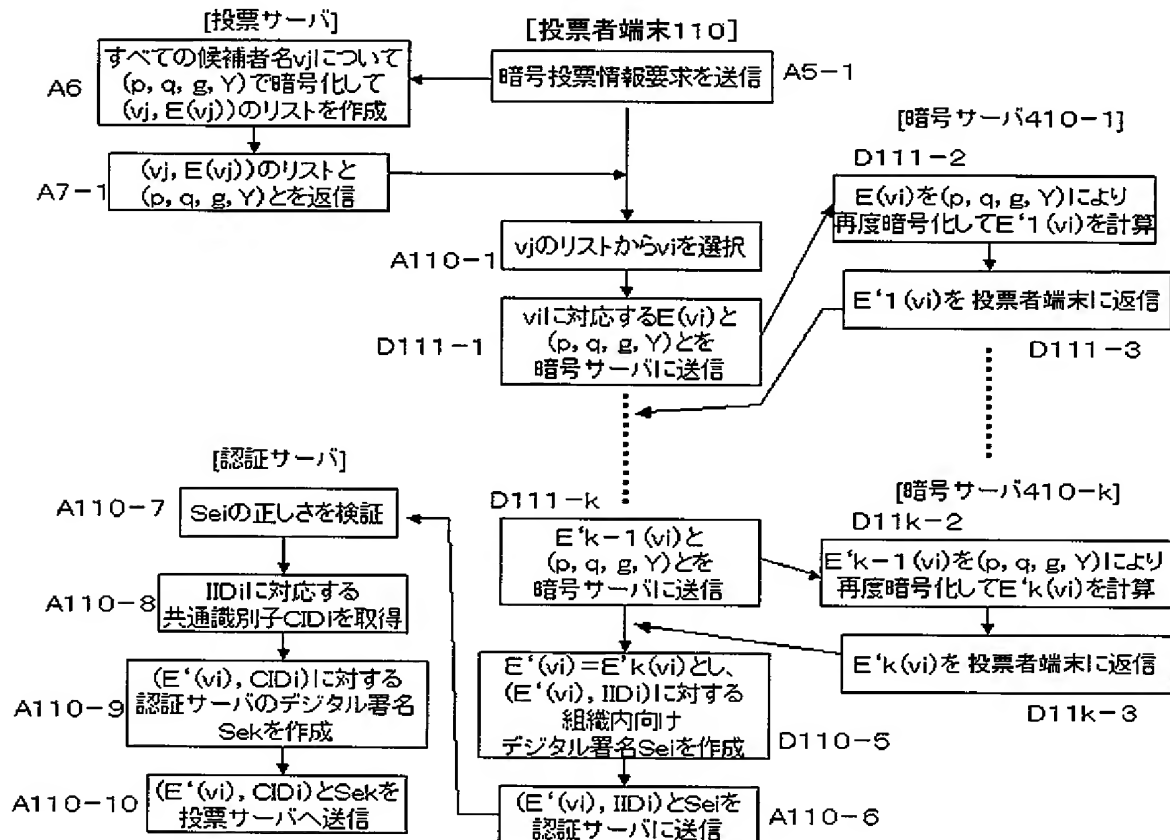 [投票サーバ]
すべての候補者名vjについて
(p, q, g, Y)で暗号化して
(vj, E(vj))のリストを作成
A6
[投票者端末110]
暗号投票情報要求を送信
A5-1
(vj, E(vj))のリストと
(p, q, g, Y)とを返信
A7-1
[暗号サーバ410-1]
D111-2
E(vi)を(p, q, g, Y)により
再度暗号化してE'1(vi)を計算
vjのリストからviを選択
A110-1
E'1(vi)を投票者端末に返信
D111-3
viに対応するE(vi)と
(p, q, g, Y)とを
暗号サーバに送信
D111-1
[認証サーバ]
A110-7
Seiの正しさを検証
D111-k
E'k-1(vi)と
(p, q, g, Y)とを
暗号サーバに送信
[暗号サーバ410-k]
D11k-2
E'k-1(vi)を(p, q, g, Y)により
再度暗号化してE'k(vi)を計算
A110-8
IIDiに対応する
共通識別子CIDiを取得
E'k(vi)を投票者端末に返信
D11k-3
A110-9
(E'(vi), CIDi)に対する
認証サーバのデジタル署名
Sekを作成
E'(vi)=E'k(vi)とし、
(E'(vi), IIDi)に対する
組織内向け
デジタル署名Seiを作成
D110-5
A110-10
(E'(vi), CIDi)とSekを
投票サーバへ送信
(E'(vi), IIDi)とSeiを
認証サーバに送信
A110-6